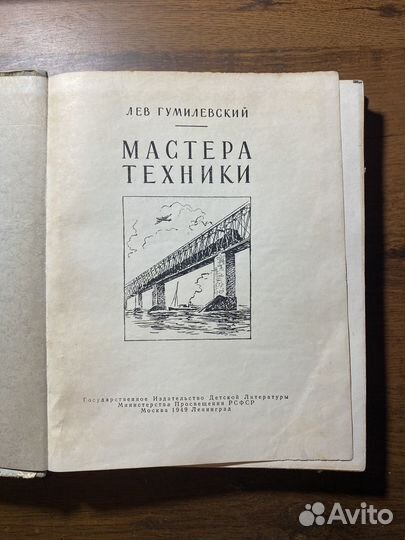 ЛЕВ ГУМИЛЕВСКИЙ
МАСТЕРА
ТЕХНИКИ
Государственное Издательство Детской Литературы
Министерства Просвещения РСФСР
Москва 1949 Ленинград
Avito